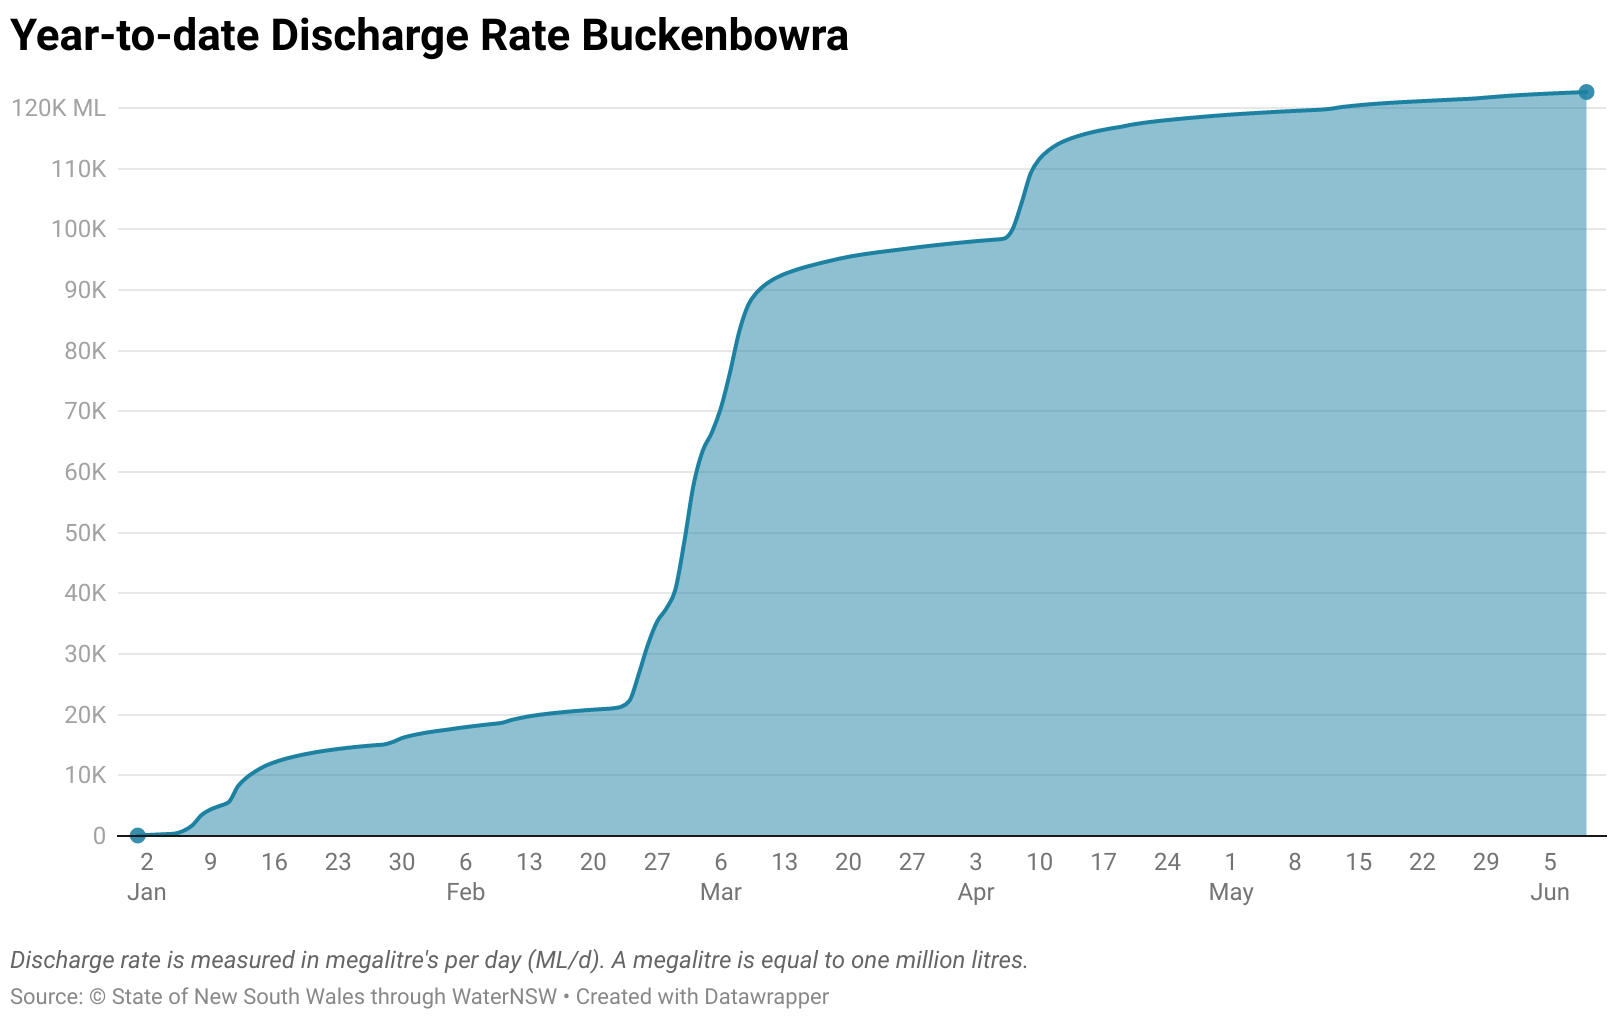 Year-to-date Discharge Rate Buckenbowra
120K ML
110K
100K
90K
80K
70K
60K
50K
40K
30K
20K
10K
0
2 9 16 23 30 6 13 20 27 6 13 20 27 3 10 17 24 1 8 15 22 29 5
Jan Feb Mar Apr May Jun
Discharge rate is measured in megalitre's per day (ML/d). A megalitre is equal to one million litres.
Source: © State of New South Wales through WaterNSW • Created with Datawrapper